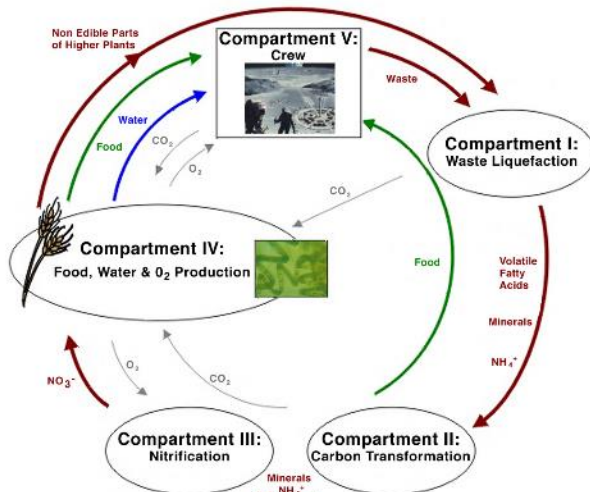 Non Edible Parts
of Higher Plants
Compartment V:
Crew
Waste
Water
Food
CO2
O2
Compartment I:
Waste Liquefaction
CO2
Compartment IV:
Food, Water & 02 Production
Food
Volatile
Fatty
Acids
Minerals
NH4+
O2
CO2
NO3-
Compartment III:
Nitrification
Compartment II:
Carbon Transformation
Minerals
NH4+